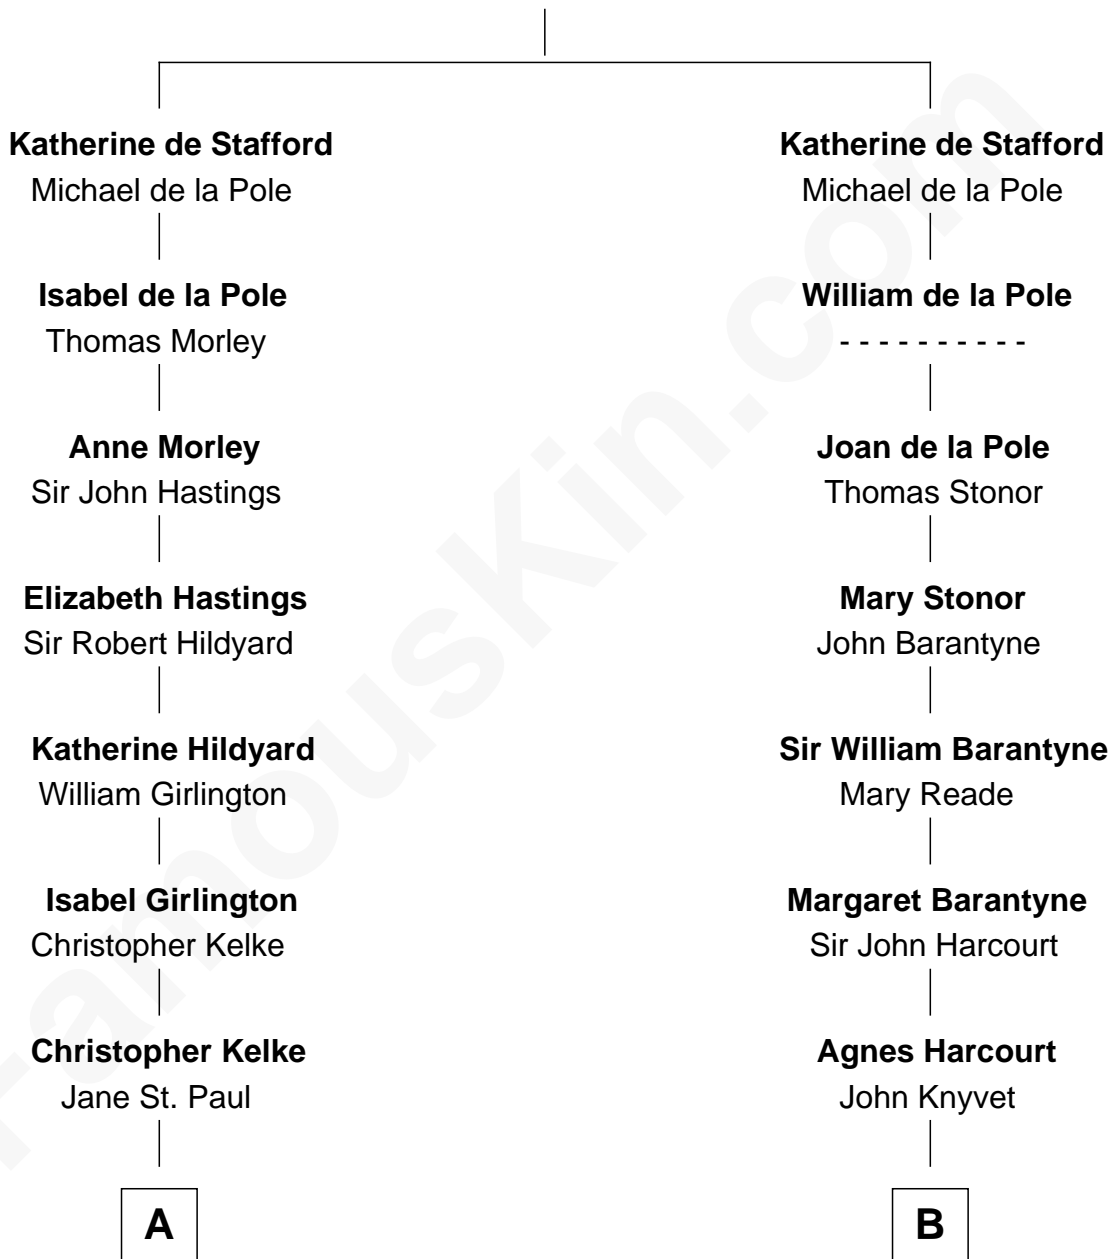 Katherine de Stafford
Michael de la Pole
Isabel de la Pole
Thomas Morley
Anne Morley
Sir John Hastings
Elizabeth Hastings
Sir Robert Hildyard
Katherine Hildyard
William Girlington
Isabel Girlington
Christopher Kelke
Christopher Kelke
Jane St. Paul
A
Katherine de Stafford
Michael de la Pole
William de la Pole
- - - - - - - - - -
Joan de la Pole
Thomas Stonor
Mary Stonor
John Barantyne
Sir William Barantyne
Mary Reade
Margaret Barantyne
Sir John Harcourt
Agnes Harcourt
John Knyvet
B
FamousKin.com